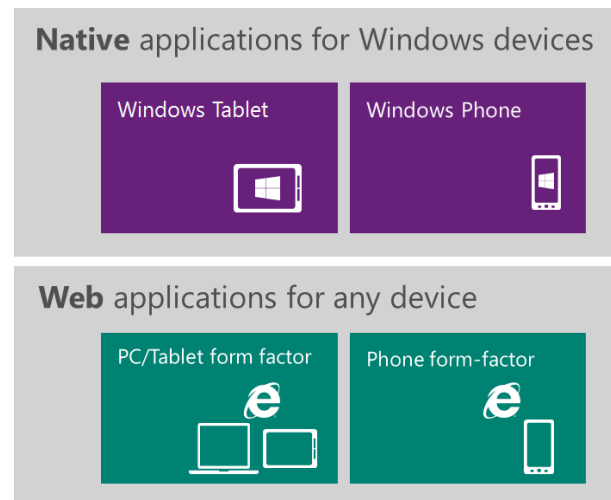 Native applications for Windows devices
Windows Tablet
Windows Phone
Web applications for any device
PC/Tablet form factor
Phone form-factor